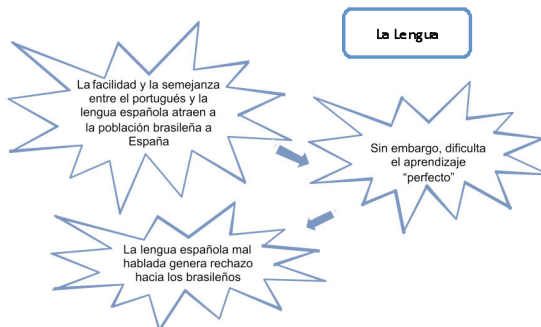 La Lengua
La facilidad y la semejanza
entre el portugués y la
lengua española atraen a
la población brasileña a
España
Sin embargo, dificulta
el aprendizaje
“perfecto”
La lengua española mal
hablada genera rechazo
hacia los brasileños